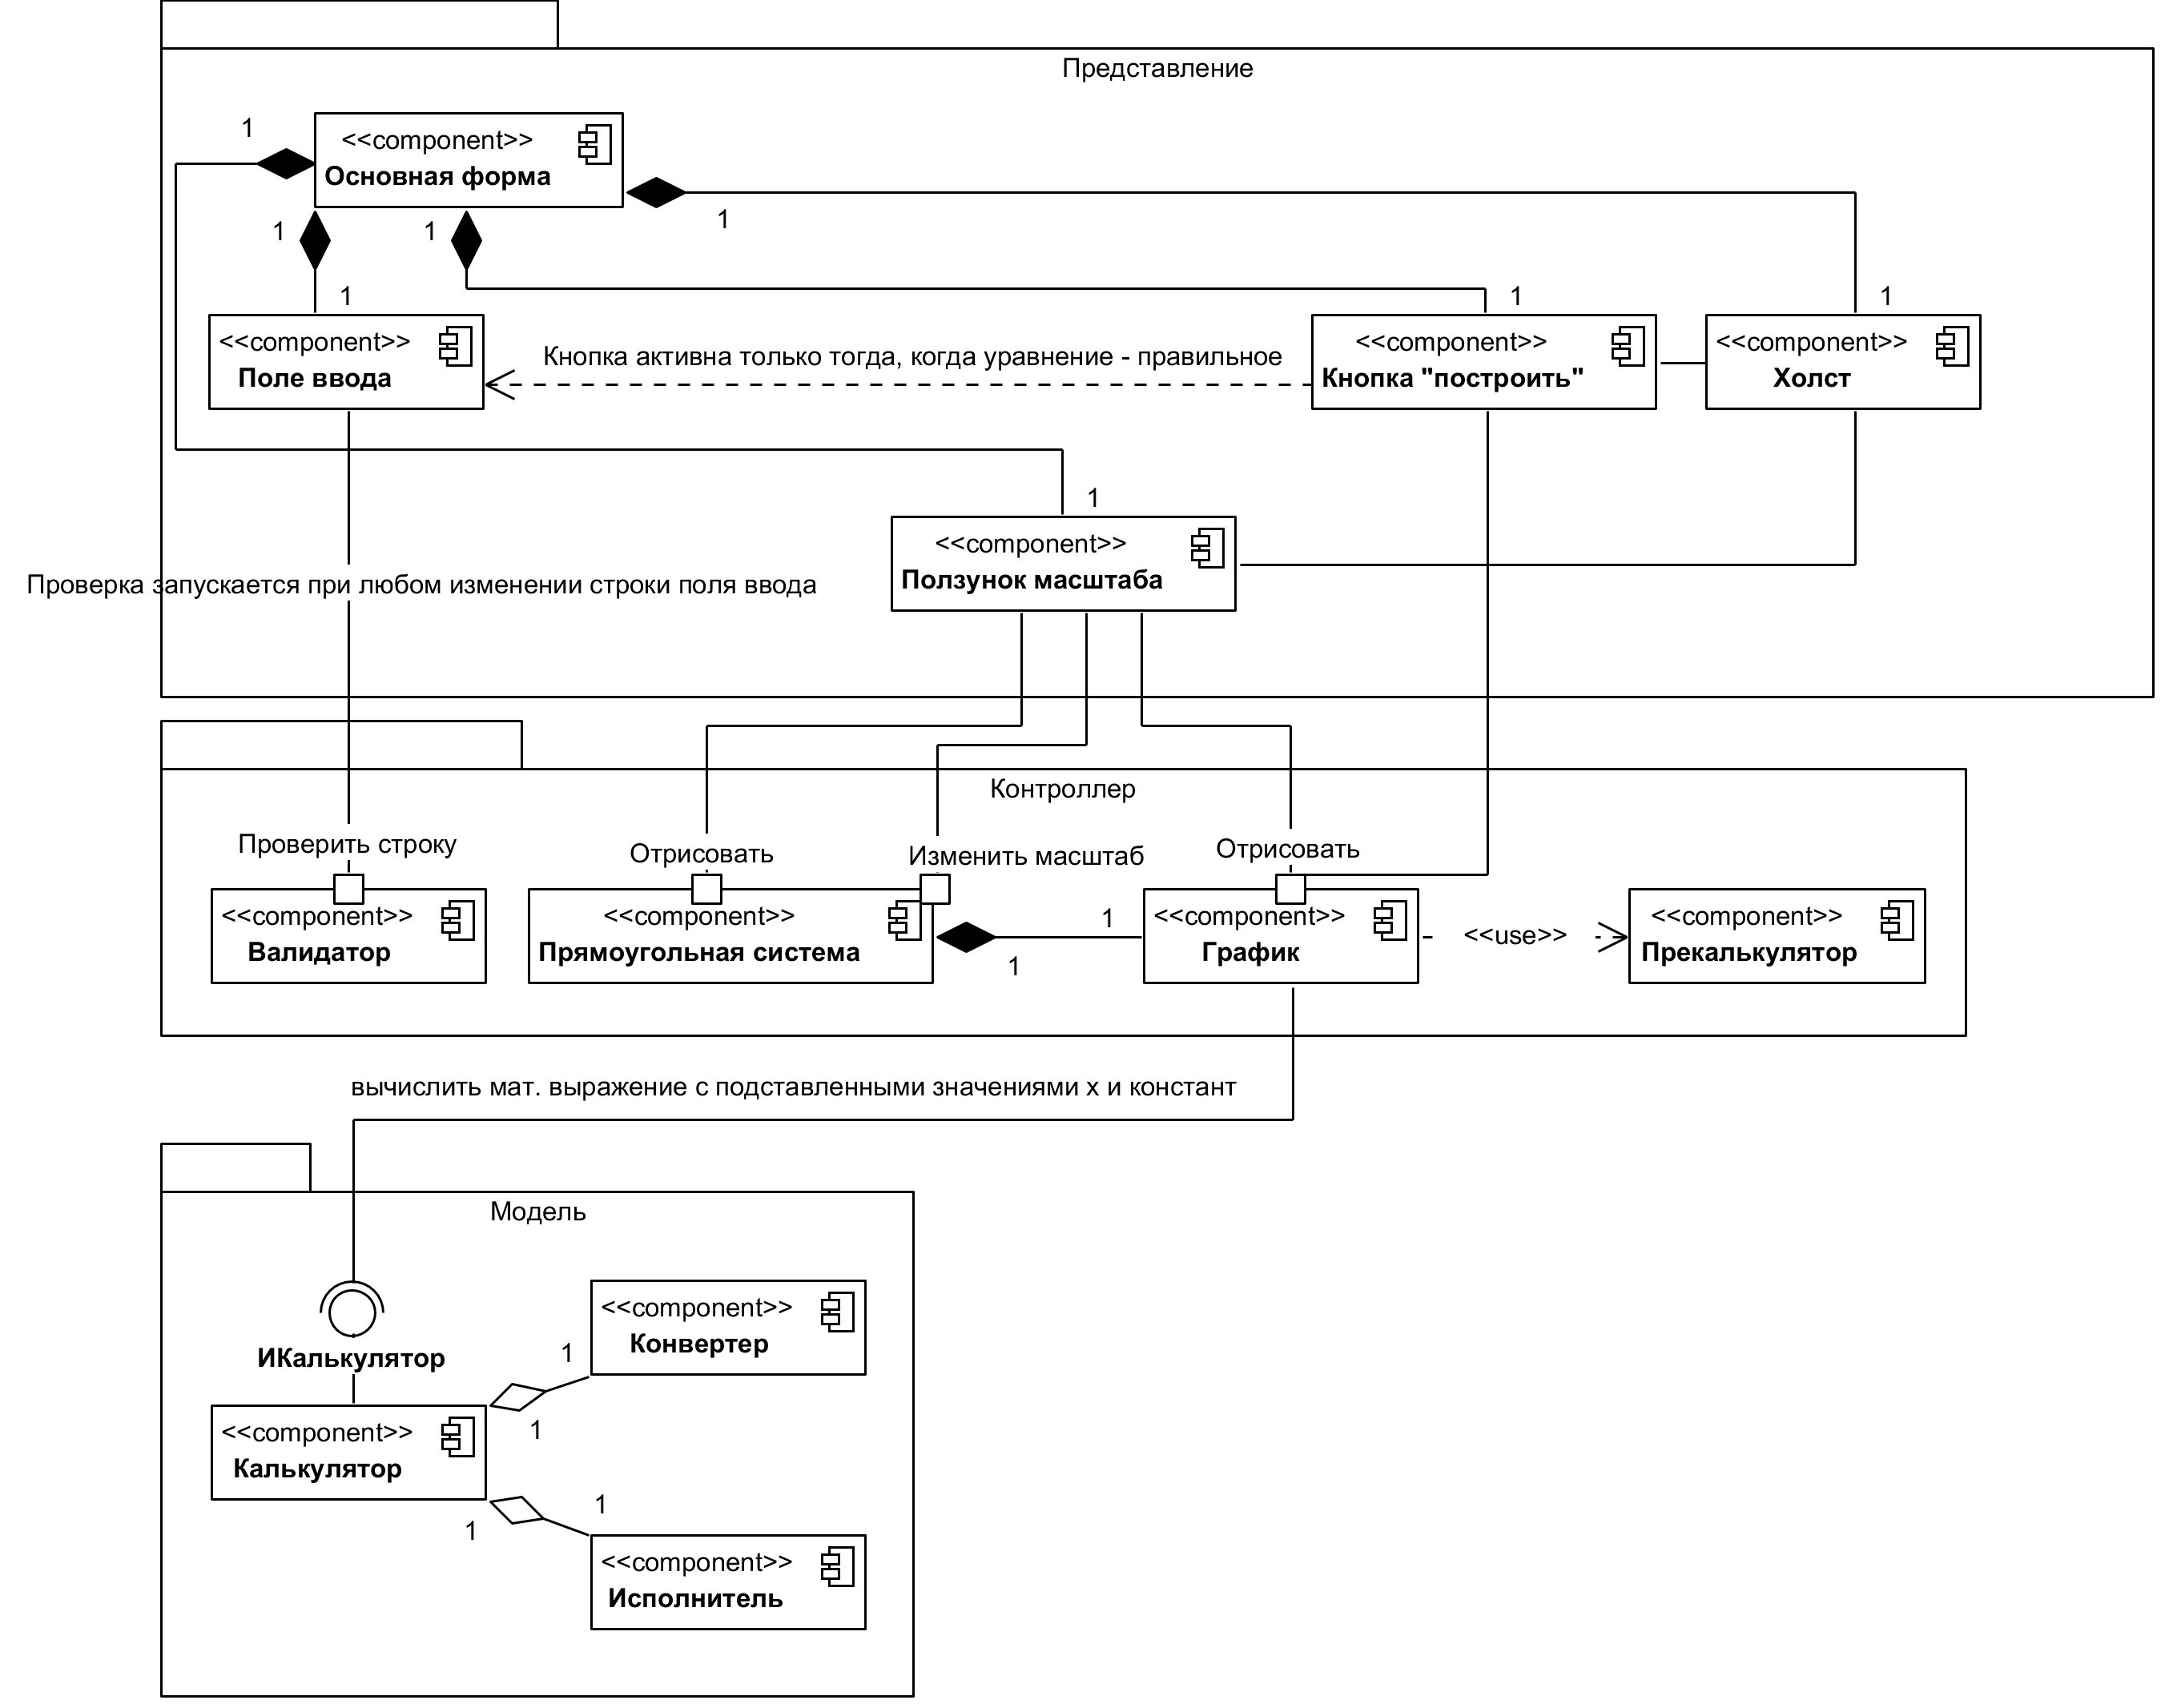 Представление
1
<<component>>
Основная форма
1
1
1
1
1
1
<<component>>
Поле ввода
Кнопка активна только тогда, когда уравнение - правильное
<<component>>
Кнопка "построить"
<<component>>
Холст
1
<<component>>
Ползунок масштаба
Проверка запускается при любом изменении строки поля ввода
Контроллер
Проверить строку
Отрисовать
Изменить масштаб
Отрисовать
<<component>>
Валидатор
<<component>>
Прямоугольная система
1
1
<<component>>
График
<<use>>
<<component>>
Прекалькулятор
вычислить мат. выражение с подставленными значениями x и констант
Модель
ИКалькулятор
<<component>>
Конвертер
1
1
<<component>>
Калькулятор
1
1
<<component>>
Исполнитель